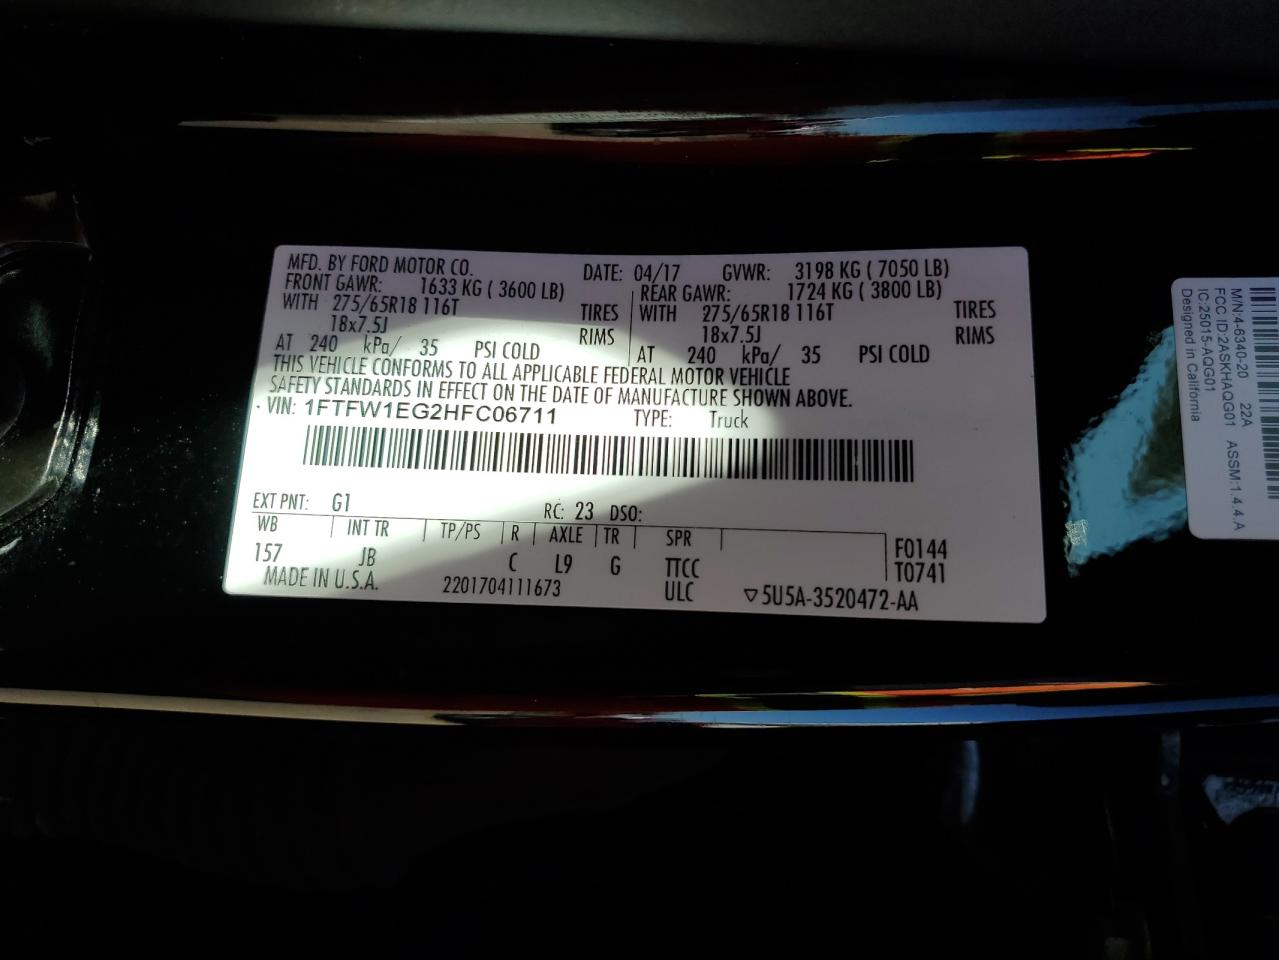 MFD. BY FORD MOTOR CO. DATE: 04/17 GVWR: 3198 KG ( 7050 LB)
FRONT GAWR: 1633 KG ( 3600 LB) REAR GAWR: 1724 KG ( 3800 LB)
WITH 275/65R18 116T TIRES WITH 275/65R18 116T TIRES
18x7.5J RIMS 18x7.5J RIMS
AT 240 kPa/ 35 PSI COLD AT 240 kPa/ 35 PSI COLD
THIS VEHICLE CONFORMS TO ALL APPLICABLE FEDERAL MOTOR VEHICLE
SAFETY STANDARDS IN EFFECT ON THE DATE OF MANUFACTURE SHOWN ABOVE.
VIN: 1FTFW1EG2HFC06711 TYPE: Truck
EXT PNT: G1 RC: 23 DSO:
WB INT TR TP/PS R AXLE TR SPR
157 JB C L9 G TTCC F0144
T0741
MADE IN U.S.A. 2201704111673 ULC ▽5U5A-3520472-AA
M/N:4-6340-20 22A
FCC ID:2ASKHAQG01 ASSM:1.4.4.A
IC:25015-AQG01
Designed in California